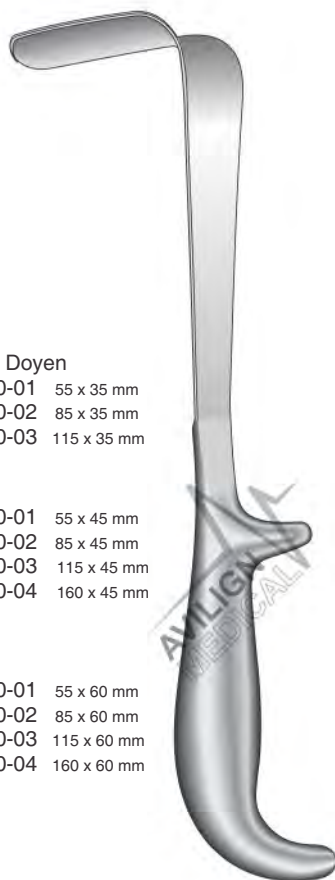 Doyen
0-01 55 x 35 mm
0-02 85 x 35 mm
0-03 115 x 35 mm
0-01 55 x 45 mm
0-02 85 x 45 mm
0-03 115 x 45 mm
0-04 160 x 45 mm
0-01 55 x 60 mm
0-02 85 x 60 mm
0-03 115 x 60 mm
0-04 160 x 60 mm
AVILIGN
MEDICAL